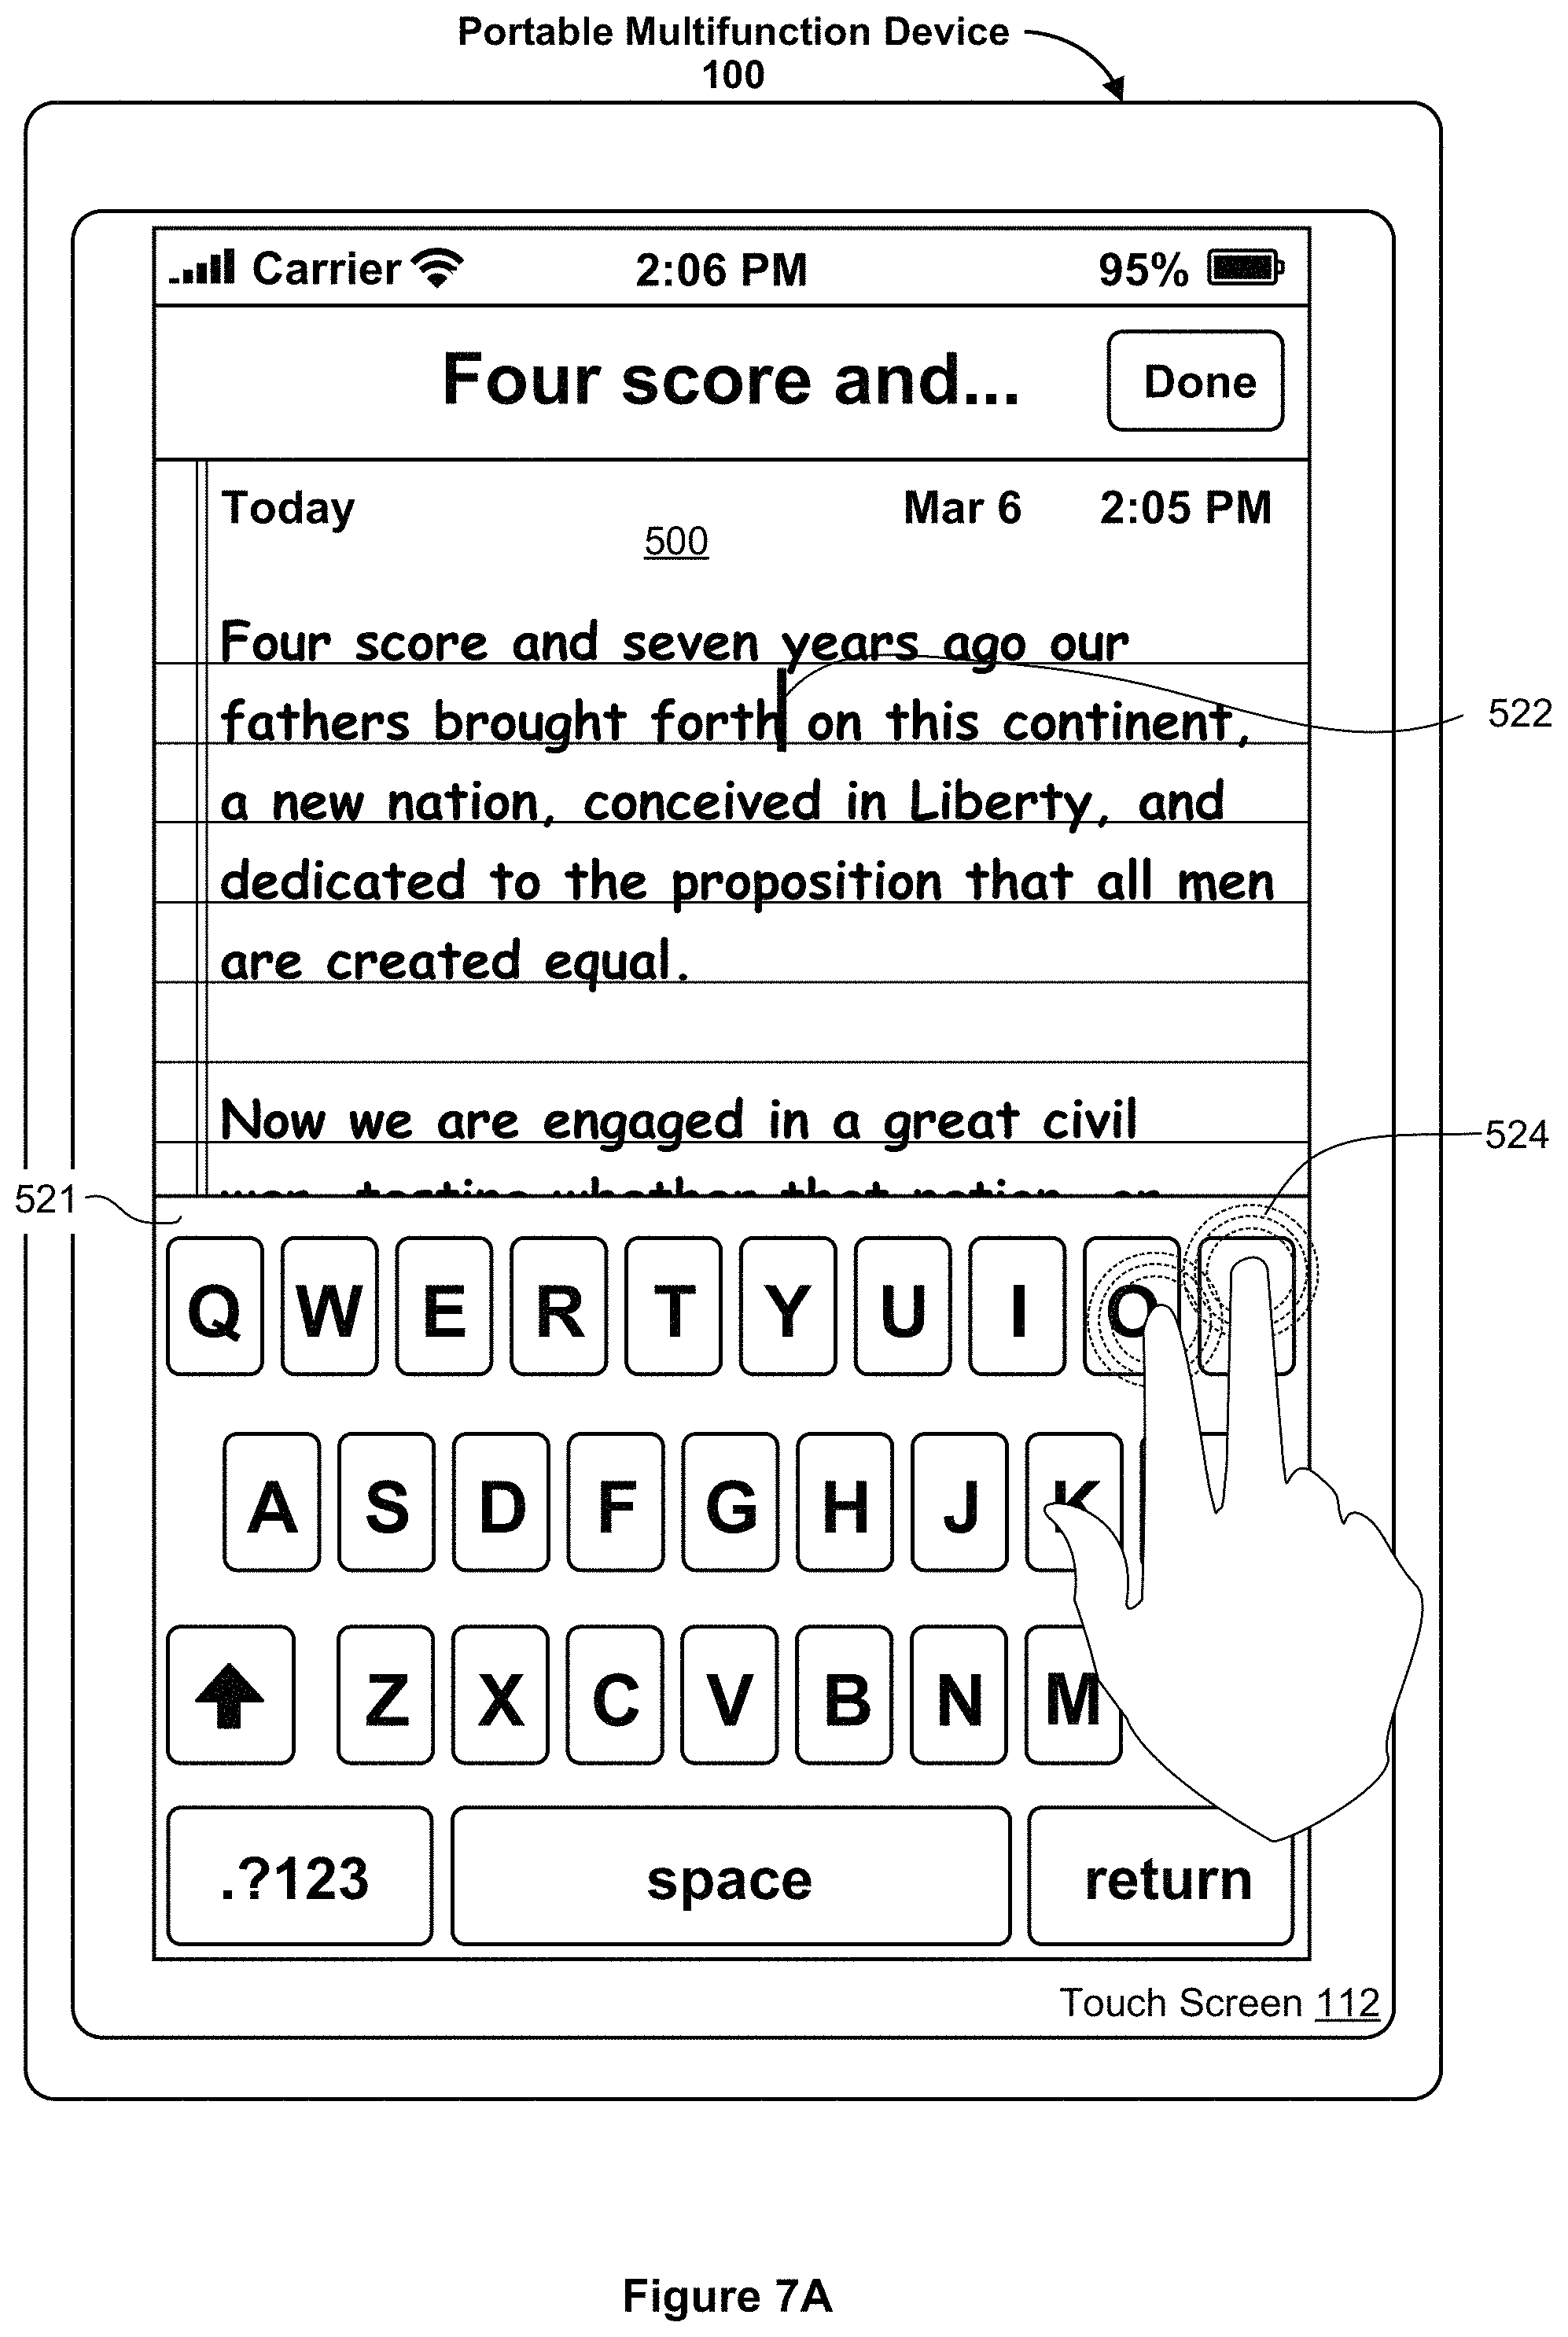 Portable Multifunction Device
100
Carrier 2:06 PM 95%
Four score and... Done
Today Mar 6 2:05 PM
500
Four score and seven years ago our
fathers brought forth on this continent,
522
a new nation, conceived in Liberty, and
dedicated to the proposition that all men
are created equal.
Now we are engaged in a great civil
524
521
Q W E R T Y U I O
A S D F G H J K
Z X C V B N M
.?123 space return
Touch Screen 112
Figure 7A